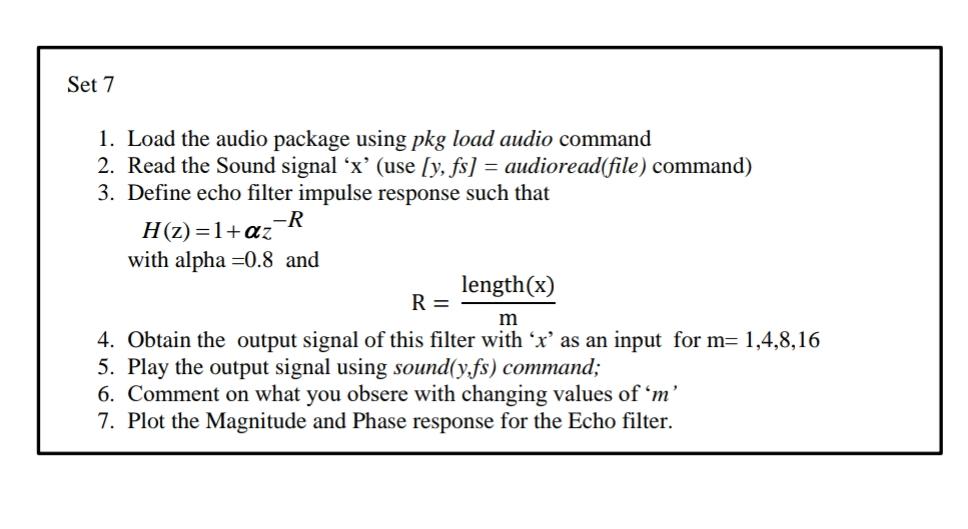 Set 7
1. Load the audio package using pkg load audio command
2. Read the Sound signal ‘x’ (use [y, fs] = audioread(file) command)
3. Define echo filter impulse response such that
H(z) =1+αz−R
with alpha =0.8 and
R = length(x)
m
4. Obtain the output signal of this filter with ‘x’ as an input for m= 1,4,8,16
5. Play the output signal using sound(y,fs) command;
6. Comment on what you obsere with changing values of ‘m’
7. Plot the Magnitude and Phase response for the Echo filter.